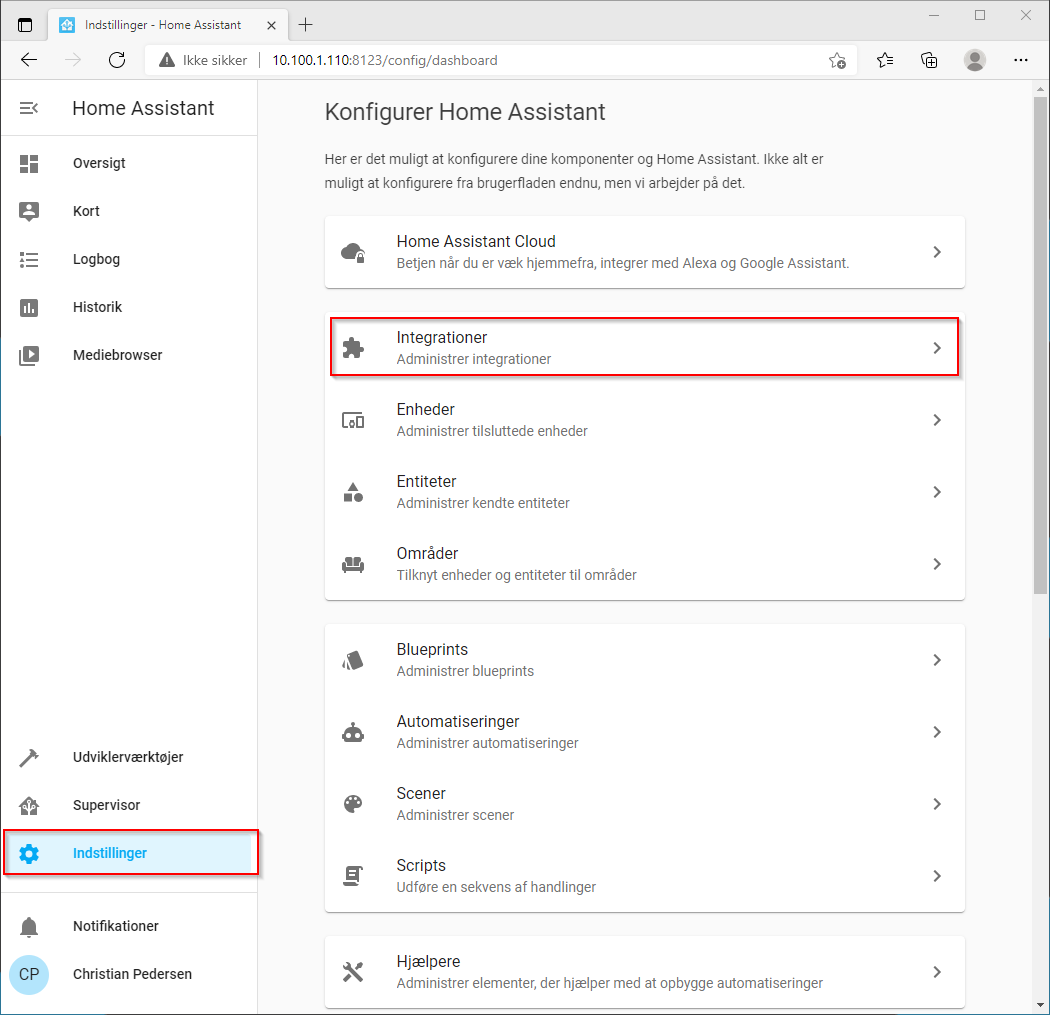 Indstillinger - Home Assistant
Ikke sikker
10.100.1.110:8123/config/dashboard
Home Assistant
Oversigt
Kort
Logbog
Historik
Mediebrowser
Udviklerværktøjer
Supervisor
Indstillinger
Notifikationer
CP
Christian Pedersen
Konfigurer Home Assistant
Her er det muligt at konfigurere dine komponenter og Home Assistant. Ikke alt er
muligt at konfigurere fra brugerfladen endnu, men vi arbejder på det.
Home Assistant Cloud
Betjen når du er væk hjemmefra, integrer med Alexa og Google Assistant.
Integrationer
Administrer integrationer
Enheder
Administrer tilsluttede enheder
Entiteter
Administrer kendte entiteter
Områder
Tilknyt enheder og entiteter til områder
Blueprints
Administrer blueprints
Automatiseringer
Administrer automatiseringer
Scener
Administrer scener
Scripts
Udføre en sekvens af handlinger
Hjælpere
Administrer elementer, der hjælper med at opbygge automatiseringer